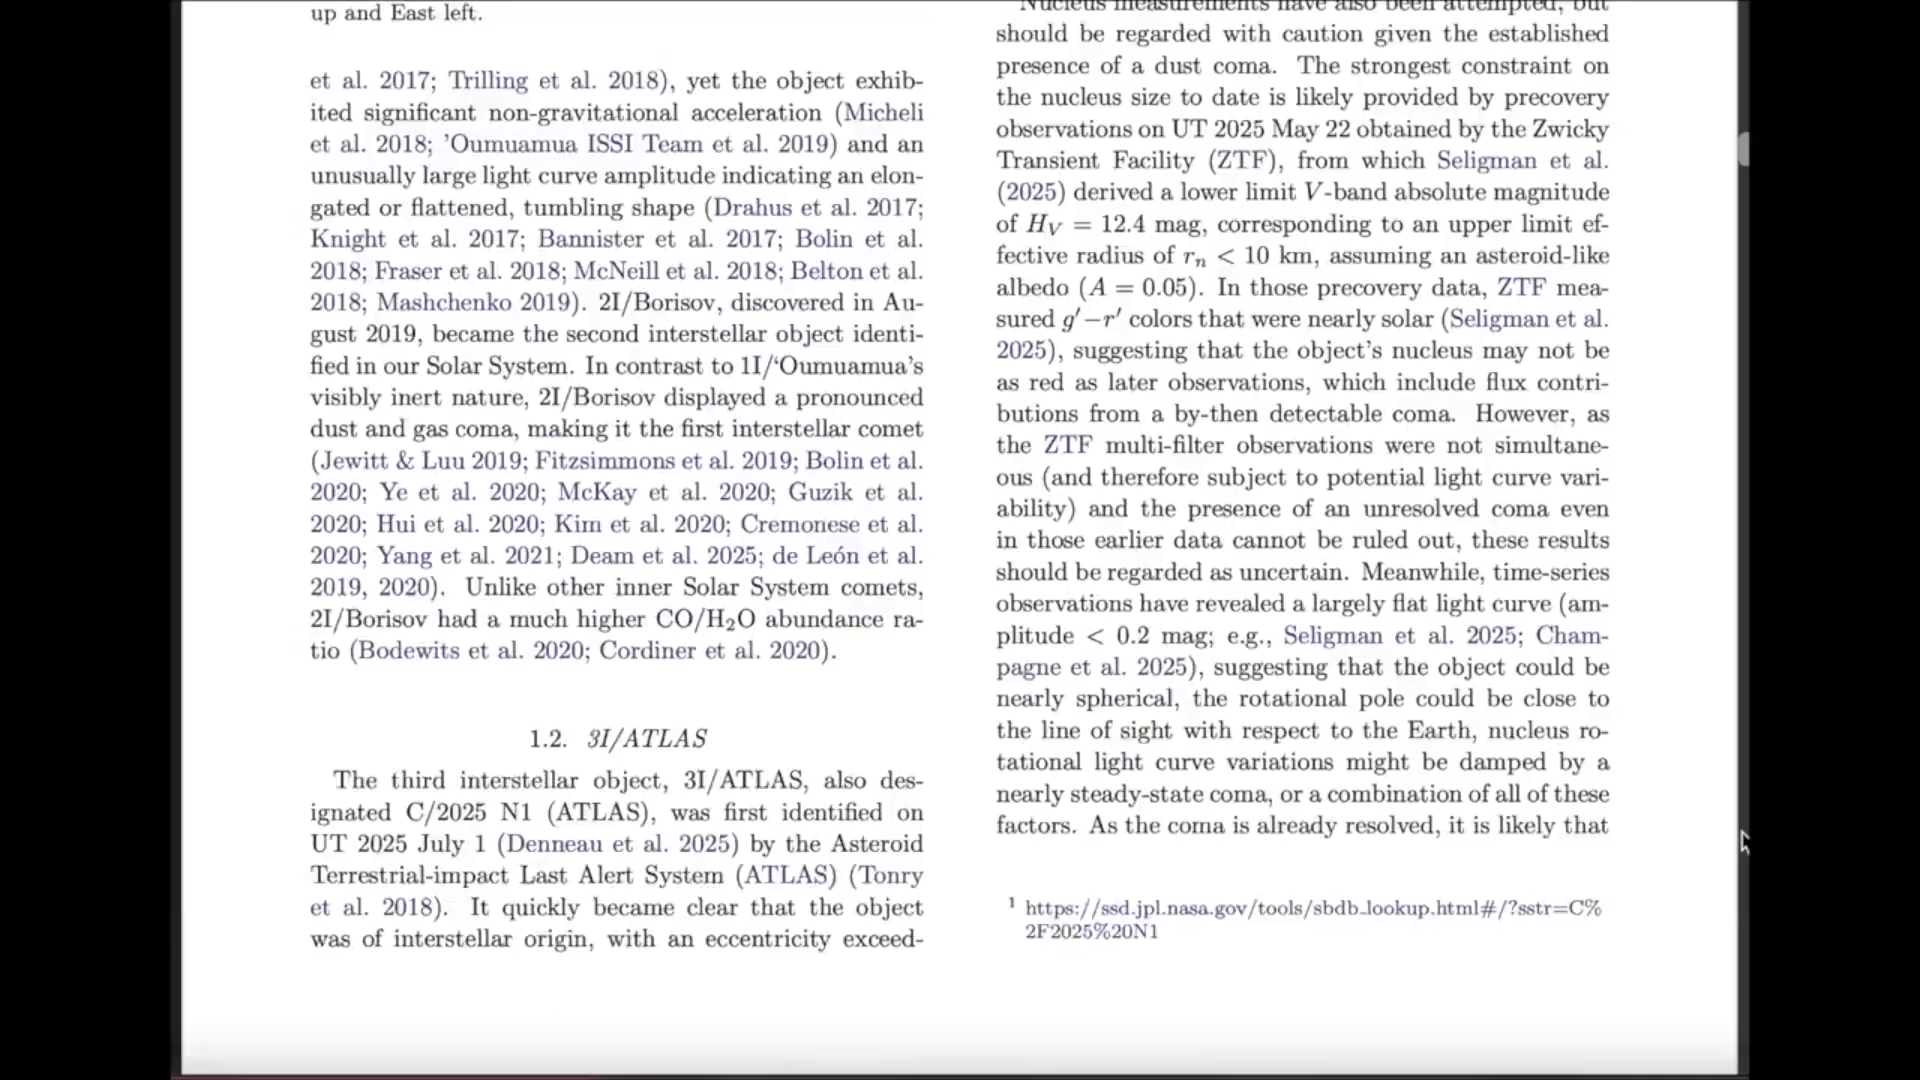 up and East left.
et al. 2017; Trilling et al. 2018), yet the object exhib-
ited significant non-gravitational acceleration (Micheli
et al. 2018; ’Oumuamua ISSI Team et al. 2019) and an
unusually large light curve amplitude indicating an elon-
gated or flattened, tumbling shape (Drahus et al. 2017;
Knight et al. 2017; Bannister et al. 2017; Bolin et al.
2018; Fraser et al. 2018; McNeill et al. 2018; Belton et al.
2018; Mashchenko 2019). 2I/Borisov, discovered in Au-
gust 2019, became the second interstellar object identi-
fied in our Solar System. In contrast to 1I/‘Oumuamua’s
visibly inert nature, 2I/Borisov displayed a pronounced
dust and gas coma, making it the first interstellar comet
(Jewitt & Luu 2019; Fitzsimmons et al. 2019; Bolin et al.
2020; Ye et al. 2020; McKay et al. 2020; Guzik et al.
2020; Hui et al. 2020; Kim et al. 2020; Cremonese et al.
2020; Yang et al. 2021; Deam et al. 2025; de León et al.
2019, 2020). Unlike other inner Solar System comets,
2I/Borisov had a much higher CO/H₂O abundance ra-
tio (Bodewits et al. 2020; Cordiner et al. 2020).
1.2. 3I/ATLAS
The third interstellar object, 3I/ATLAS, also des-
ignated C/2025 N1 (ATLAS), was first identified on
UT 2025 July 1 (Denneau et al. 2025) by the Asteroid
Terrestrial-impact Last Alert System (ATLAS) (Tonry
et al. 2018). It quickly became clear that the object
was of interstellar origin, with an eccentricity exceed-
Nucleus measurements have also been attempted, but
should be regarded with caution given the established
presence of a dust coma. The strongest constraint on
the nucleus size to date is likely provided by precovery
observations on UT 2025 May 22 obtained by the Zwicky
Transient Facility (ZTF), from which Seligman et al.
(2025) derived a lower limit V-band absolute magnitude
of H_V = 12.4 mag, corresponding to an upper limit ef-
fective radius of rₙ < 10 km, assuming an asteroid-like
albedo (A = 0.05). In those precovery data, ZTF mea-
sured g′−r′ colors that were nearly solar (Seligman et al.
2025), suggesting that the object’s nucleus may not be
as red as later observations, which include flux contri-
butions from a by-then detectable coma. However, as
the ZTF multi-filter observations were not simultane-
ous (and therefore subject to potential light curve vari-
ability) and the presence of an unresolved coma even
in those earlier data cannot be ruled out, these results
should be regarded as uncertain. Meanwhile, time-series
observations have revealed a largely flat light curve (am-
plitude < 0.2 mag; e.g., Seligman et al. 2025; Cham-
pagne et al. 2025), suggesting that the object could be
nearly spherical, the rotational pole could be close to
the line of sight with respect to the Earth, nucleus ro-
tational light curve variations might be damped by a
nearly steady-state coma, or a combination of all of these
factors. As the coma is already resolved, it is likely that
1 https://ssd.jpl.nasa.gov/tools/sbdb_lookup.html#/?sstr=C%
2F2025%20N1